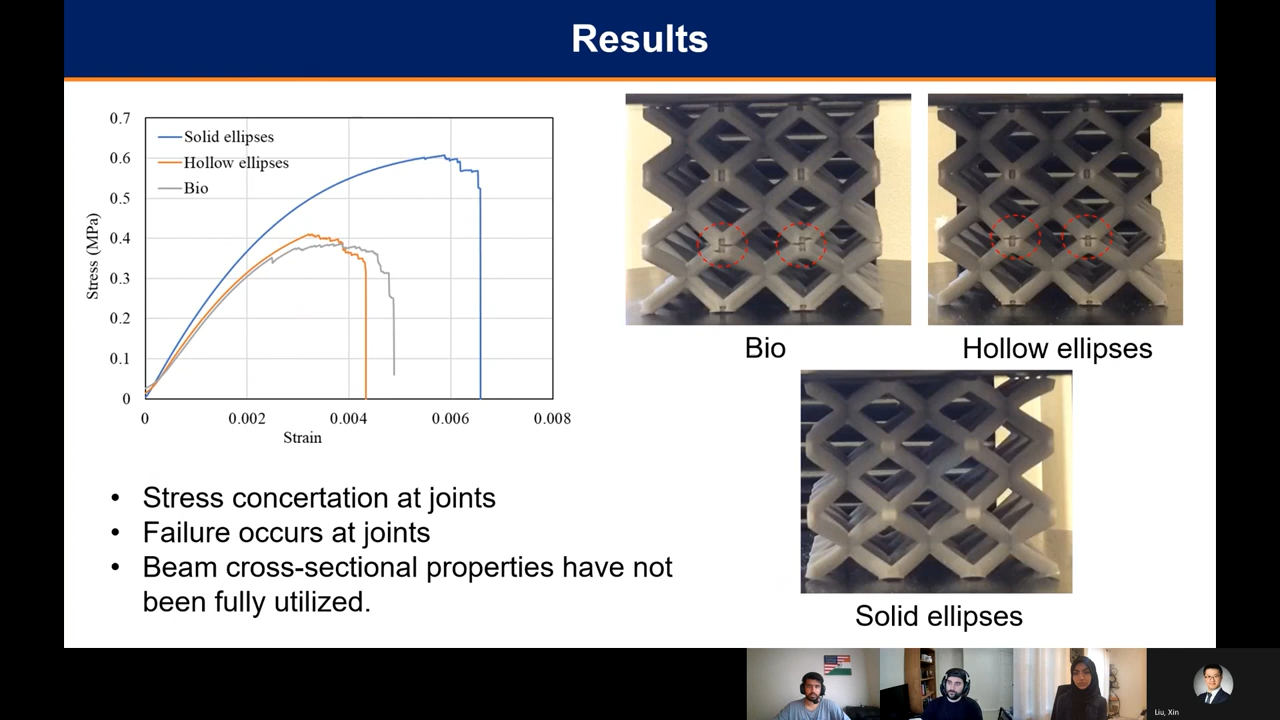 Results
0.7
0.6
0.5
0.4
0.3
0.2
0.1
0
Stress (MPa)
Solid ellipses
Hollow ellipses
Bio
0 0.002 0.004 0.006 0.008
Strain
Bio
Hollow ellipses
Solid ellipses
• Stress concertation at joints
• Failure occurs at joints
• Beam cross-sectional properties have not
been fully utilized.
Liu, Xin